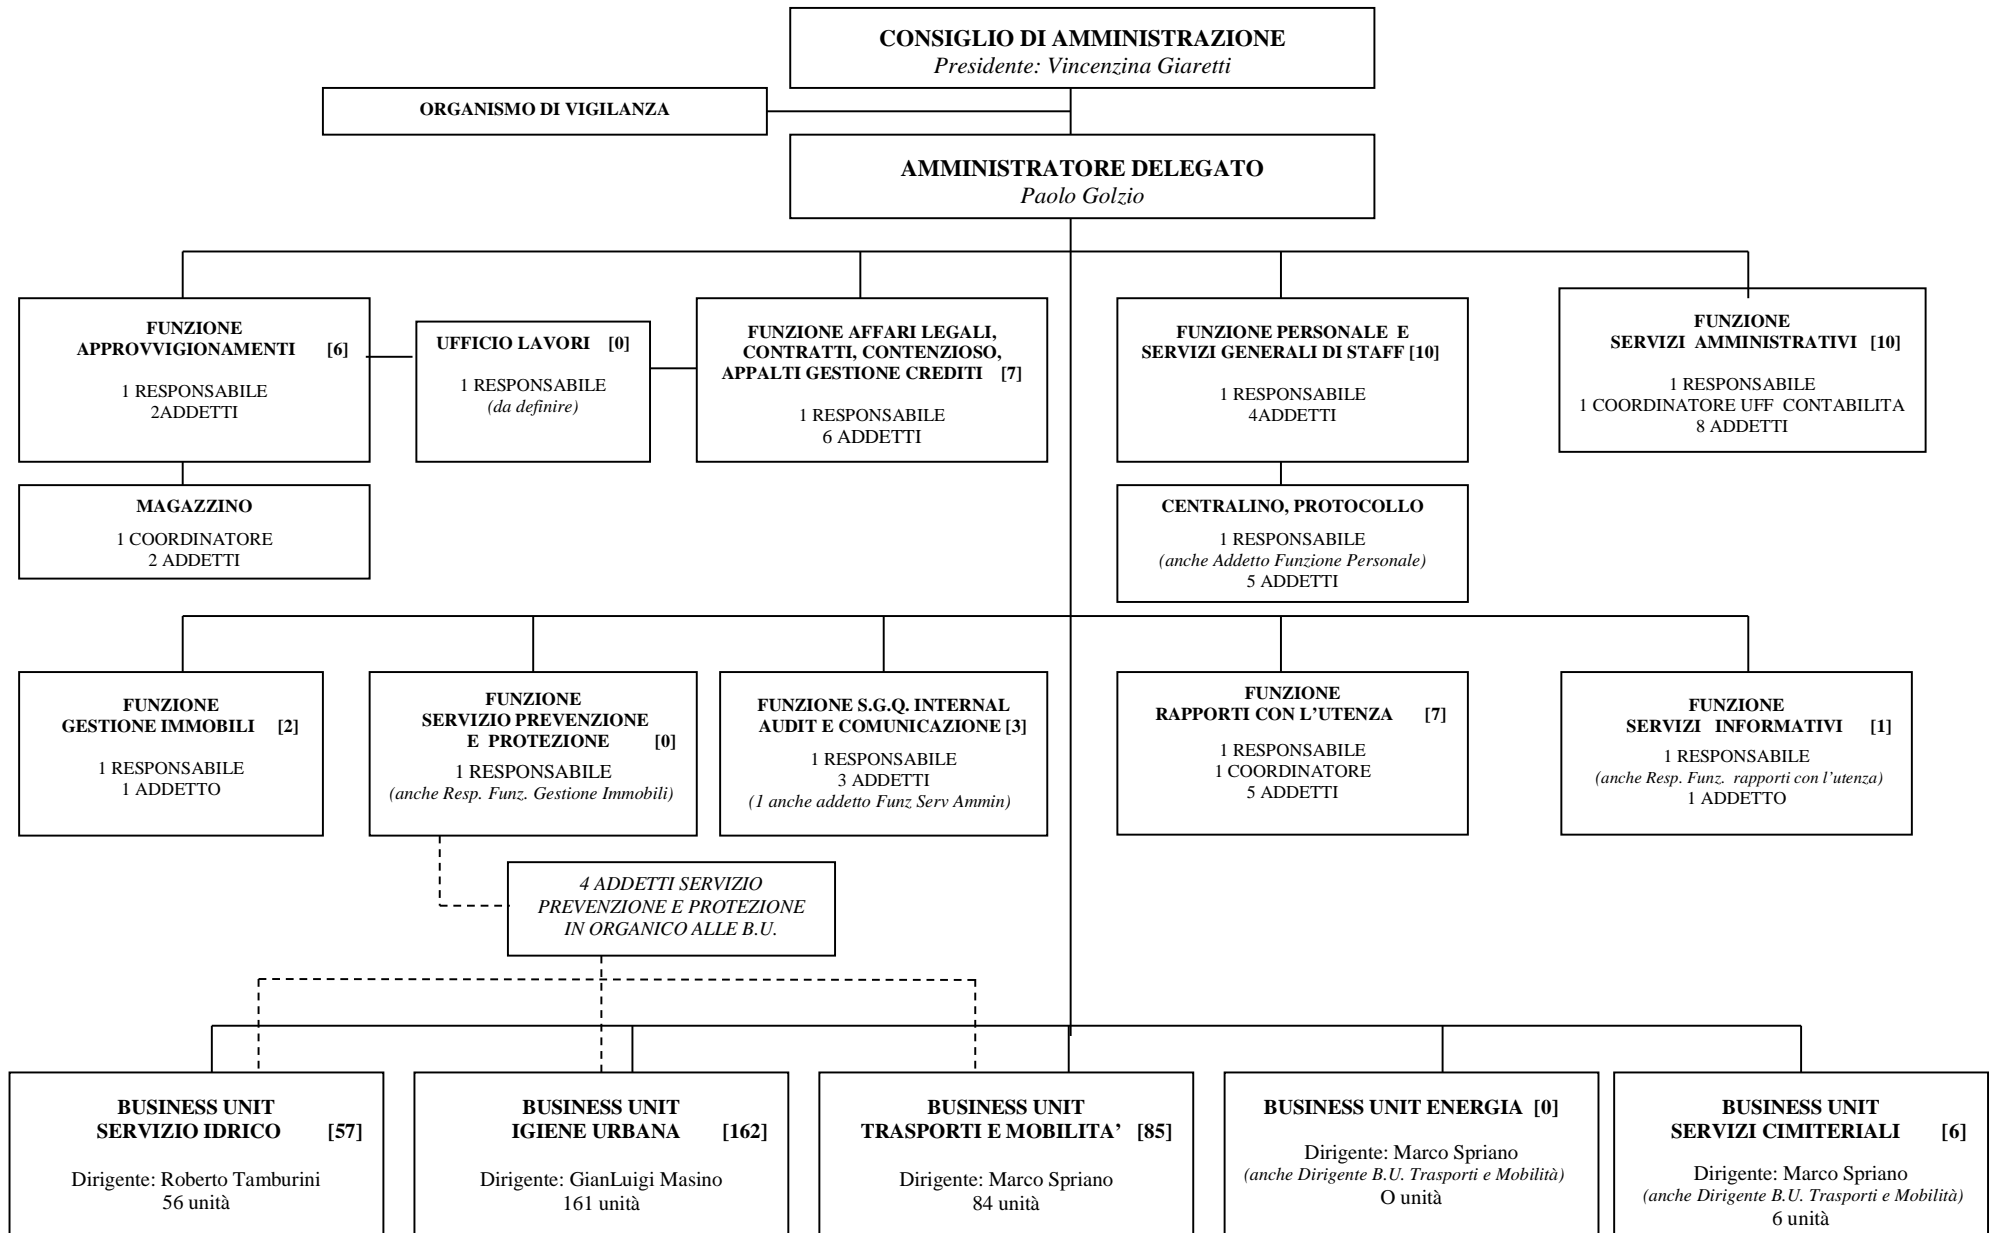 CONSIGLIO DI AMMINISTRAZIONE
Presidente: Vincenzina Giaretti
ORGANISMO DI VIGILANZA
AMMINISTRATORE DELEGATO
Paolo Golzio
FUNZIONE
APPROVVIGIONAMENTI [6]
1 RESPONSABILE
2ADDETTI
UFFICIO LAVORI [0]
1 RESPONSABILE
(da definire)
FUNZIONE AFFARI LEGALI,
CONTRATTI, CONTENZIOSO,
APPALTI GESTIONE CREDITI [7]
1 RESPONSABILE
6 ADDETTI
FUNZIONE PERSONALE E
SERVIZI GENERALI DI STAFF [10]
1 RESPONSABILE
4ADDETTI
FUNZIONE
SERVIZI AMMINISTRATIVI [10]
1 RESPONSABILE
1 COORDINATORE UFF CONTABILITA
8 ADDETTI
MAGAZZINO
1 COORDINATORE
2 ADDETTI
CENTRALINO, PROTOCOLLO
1 RESPONSABILE
(anche Addetto Funzione Personale)
5 ADDETTI
FUNZIONE
GESTIONE IMMOBILI [2]
1 RESPONSABILE
1 ADDETTO
FUNZIONE
SERVIZIO PREVENZIONE
E PROTEZIONE [0]
1 RESPONSABILE
(anche Resp. Funz. Gestione Immobili)
FUNZIONE S.G.Q. INTERNAL
AUDIT E COMUNICAZIONE [3]
1 RESPONSABILE
3 ADDETTI
(1 anche addetto Funz Serv Ammin)
FUNZIONE
RAPPORTI CON L’UTENZA [7]
1 RESPONSABILE
1 COORDINATORE
5 ADDETTI
FUNZIONE
SERVIZI INFORMATIVI [1]
1 RESPONSABILE
(anche Resp. Funz. rapporti con l’utenza)
1 ADDETTO
4 ADDETTI SERVIZIO
PREVENZIONE E PROTEZIONE
IN ORGANICO ALLE B.U.
BUSINESS UNIT
SERVIZIO IDRICO [57]
Dirigente: Roberto Tamburini
56 unità
BUSINESS UNIT
IGIENE URBANA [162]
Dirigente: GianLuigi Masino
161 unità
BUSINESS UNIT
TRASPORTI E MOBILITA’ [85]
Dirigente: Marco Spriano
84 unità
BUSINESS UNIT ENERGIA [0]
Dirigente: Marco Spriano
(anche Dirigente B.U. Trasporti e Mobilità)
O unità
BUSINESS UNIT
SERVIZI CIMITERIALI [6]
Dirigente: Marco Spriano
(anche Dirigente B.U. Trasporti e Mobilità)
6 unità